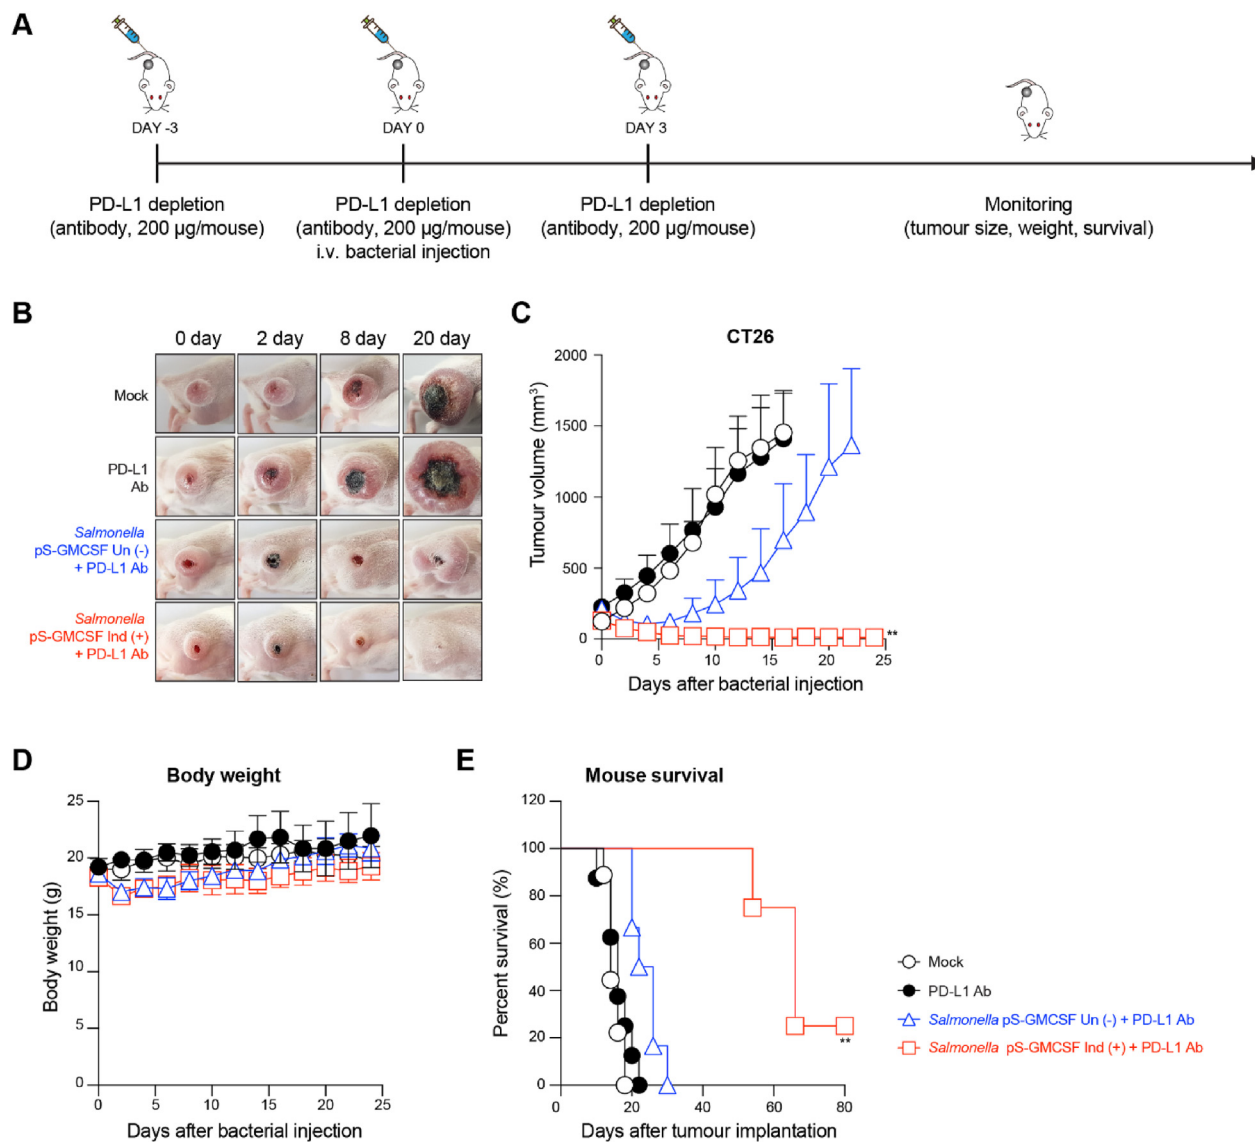 A
DAY -3
DAY 0
DAY 3
PD-L1 depletion
(antibody, 200 µg/mouse)
PD-L1 depletion
(antibody, 200 µg/mouse)
i.v. bacterial injection
PD-L1 depletion
(antibody, 200 µg/mouse)
Monitoring
(tumour size, weight, survival)
B
0 day
2 day
8 day
20 day
Mock
PD-L1
Ab
Salmonella
pS-GMCSF Un (-)
+ PD-L1 Ab
Salmonella
pS-GMCSF Ind (+)
+ PD-L1 Ab
C
CT26
Tumour volume (mm³)
2000
1500
1000
500
0
0
5
10
15
20
25
**
Days after bacterial injection
D
Body weight
Body weight (g)
25
20
15
10
5
0
0
5
10
15
20
25
Days after bacterial injection
E
Mouse survival
Percent survival (%)
120
100
80
60
40
20
0
0
20
40
60
80
**
Days after tumour implantation
Mock
PD-L1 Ab
Salmonella pS-GMCSF Un (-) + PD-L1 Ab
Salmonella pS-GMCSF Ind (+) + PD-L1 Ab